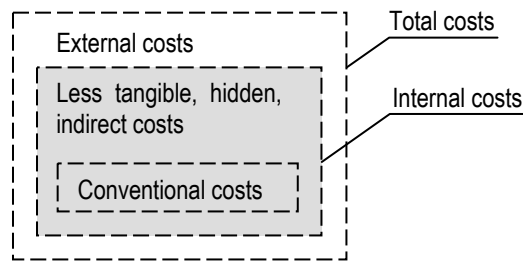 Total costs
External costs
Less tangible, hidden,
indirect costs
Internal costs
Conventional costs